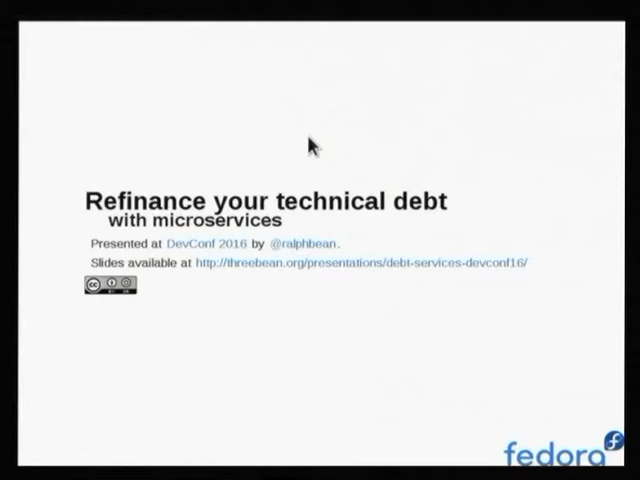 Refinance your technical debt
with microservices
Presented at DevConf 2016 by @ralphbean.
Slides available at http://threebean.org/presentations/debt-services-devconf16/
cc
fedora